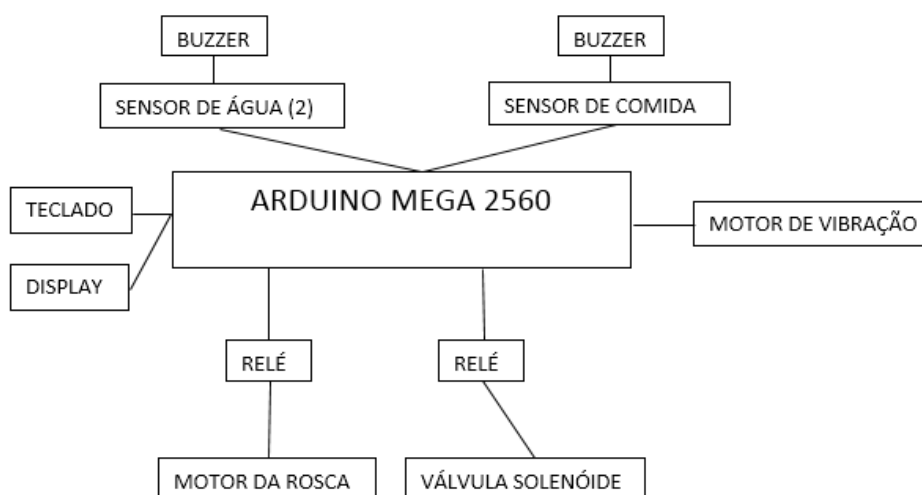 BUZZER
BUZZER
SENSOR DE ÁGUA (2)
SENSOR DE COMIDA
ARDUINO MEGA 2560
TECLADO
MOTOR DE VIBRAÇÃO
DISPLAY
RELÉ
RELÉ
MOTOR DA ROSCA
VÁLVULA SOLENÓIDE